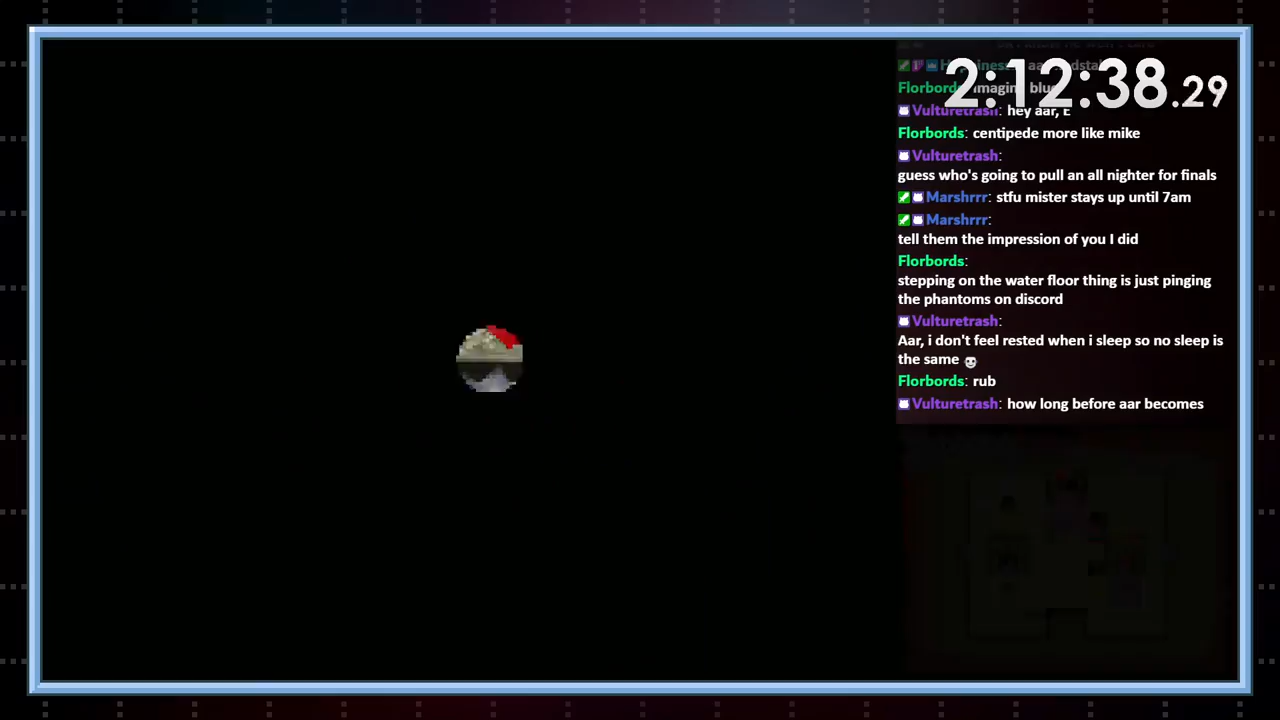 2:12:38.29
Florbords: imagin blu
Vulturetrash: hey aar, E
Florbords: centipede more like mike
Vulturetrash:
guess who's going to pull an all nighter for finals
Marshrrr: stfu mister stays up until 7am
Marshrrr:
tell them the impression of you I did
Florbords:
stepping on the water floor thing is just pinging
the phantoms on discord
Vulturetrash:
Aar, i don't feel rested when i sleep so no sleep is
the same
Florbords: rub
Vulturetrash: how long before aar becomes